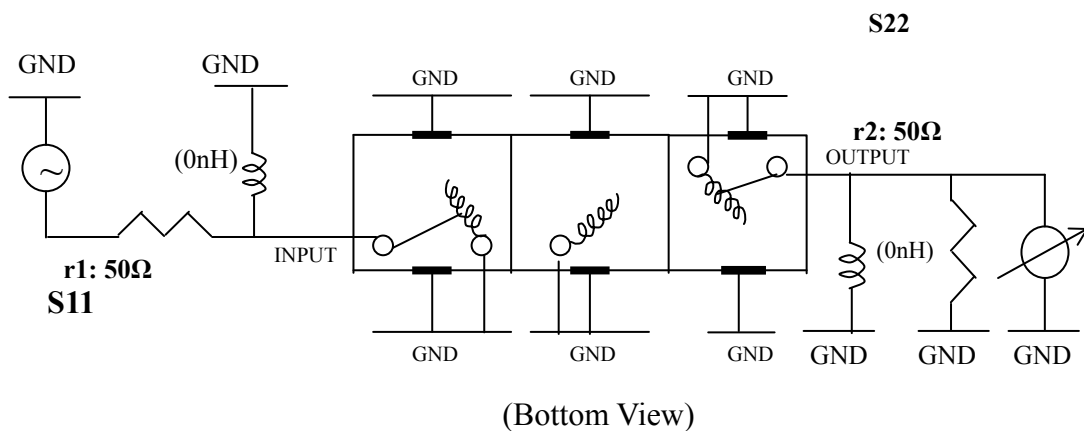 S22
GND
GND
GND
GND
GND
r2: 50Ω
OUTPUT
(0nH)
INPUT
(0nH)
r1: 50Ω
S11
GND
GND
GND
GND
GND
GND
(Bottom View)